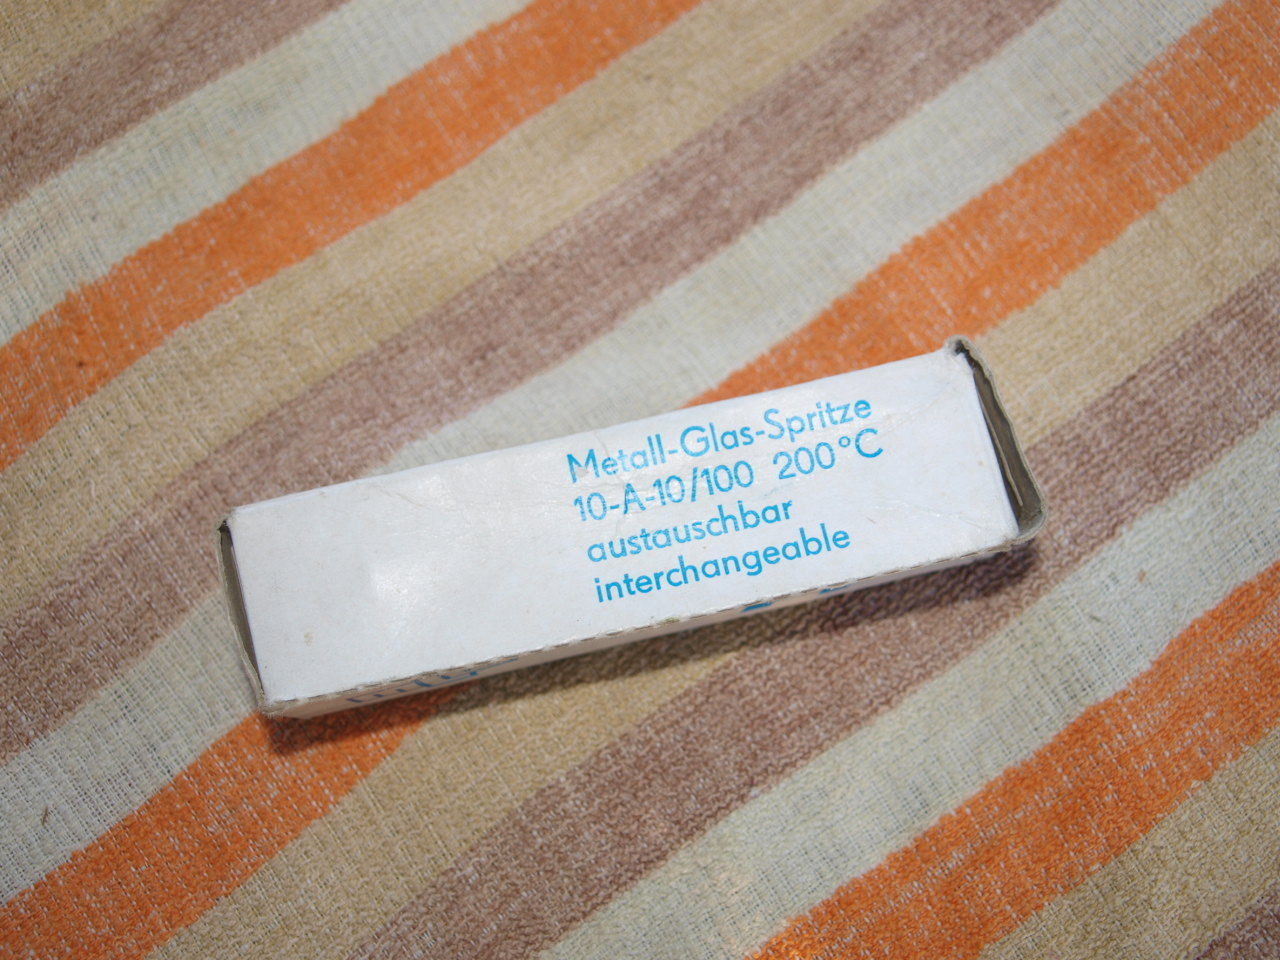 Metall-Glas-Spritze
10-A-10/100 200°C
austauschbar
interchangeable